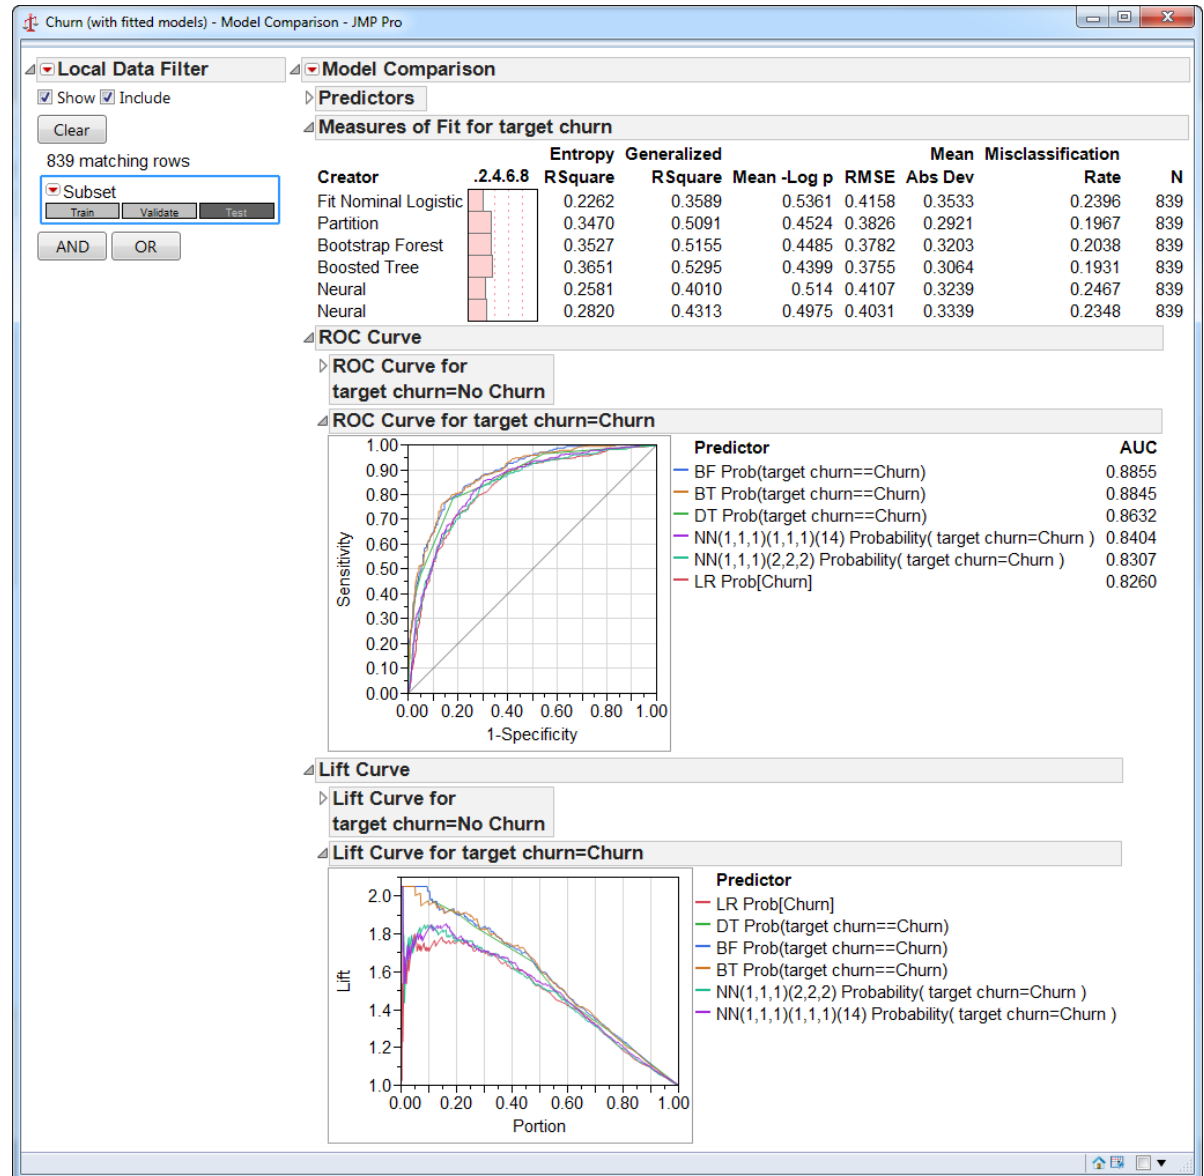 Churn (with fitted models) - Model Comparison - JMP Pro
Local Data Filter
Show Include
Clear
839 matching rows
Subset
Train Validate Test
AND OR
Model Comparison
Predictors
Measures of Fit for target churn
Entropy Generalized Mean Misclassification
Creator .2.4.6.8 RSquare RSquare Mean -Log p RMSE Abs Dev Rate N
Fit Nominal Logistic 0.2262 0.3589 0.5361 0.4158 0.3533 0.2396 839
Partition 0.3470 0.5091 0.4524 0.3826 0.2921 0.1967 839
Bootstrap Forest 0.3527 0.5155 0.4485 0.3782 0.3203 0.2038 839
Boosted Tree 0.3651 0.5295 0.4399 0.3755 0.3064 0.1931 839
Neural 0.2581 0.4010 0.514 0.4107 0.3239 0.2467 839
Neural 0.2820 0.4313 0.4975 0.4031 0.3339 0.2348 839
ROC Curve
ROC Curve for
target churn=No Churn
ROC Curve for target churn=Churn
1.00
0.90
0.80
0.70
0.60
0.50
0.40
0.30
0.20
0.10
0.00
Sensitivity
0.00 0.20 0.40 0.60 0.80 1.00
1-Specificity
Predictor AUC
BF Prob(target churn==Churn) 0.8855
BT Prob(target churn==Churn) 0.8845
DT Prob(target churn==Churn) 0.8632
NN(1,1,1)(1,1,1)(14) Probability( target churn=Churn ) 0.8404
NN(1,1,1)(2,2,2) Probability( target churn=Churn ) 0.8307
LR Prob[Churn] 0.8260
Lift Curve
Lift Curve for
target churn=No Churn
Lift Curve for target churn=Churn
2.0
1.8
1.6
1.4
1.2
1.0
Lift
0.00 0.20 0.40 0.60 0.80 1.00
Portion
Predictor
LR Prob[Churn]
DT Prob(target churn==Churn)
BF Prob(target churn==Churn)
BT Prob(target churn==Churn)
NN(1,1,1)(2,2,2) Probability( target churn=Churn )
NN(1,1,1)(1,1,1)(14) Probability( target churn=Churn )